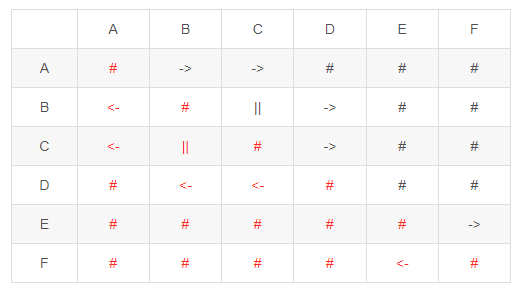 A B C D E F
A # -> -> # # #
B <- # || -> # #
C <- || # -> # #
D # <- <- # # #
E # # # # # ->
F # # # # <- #